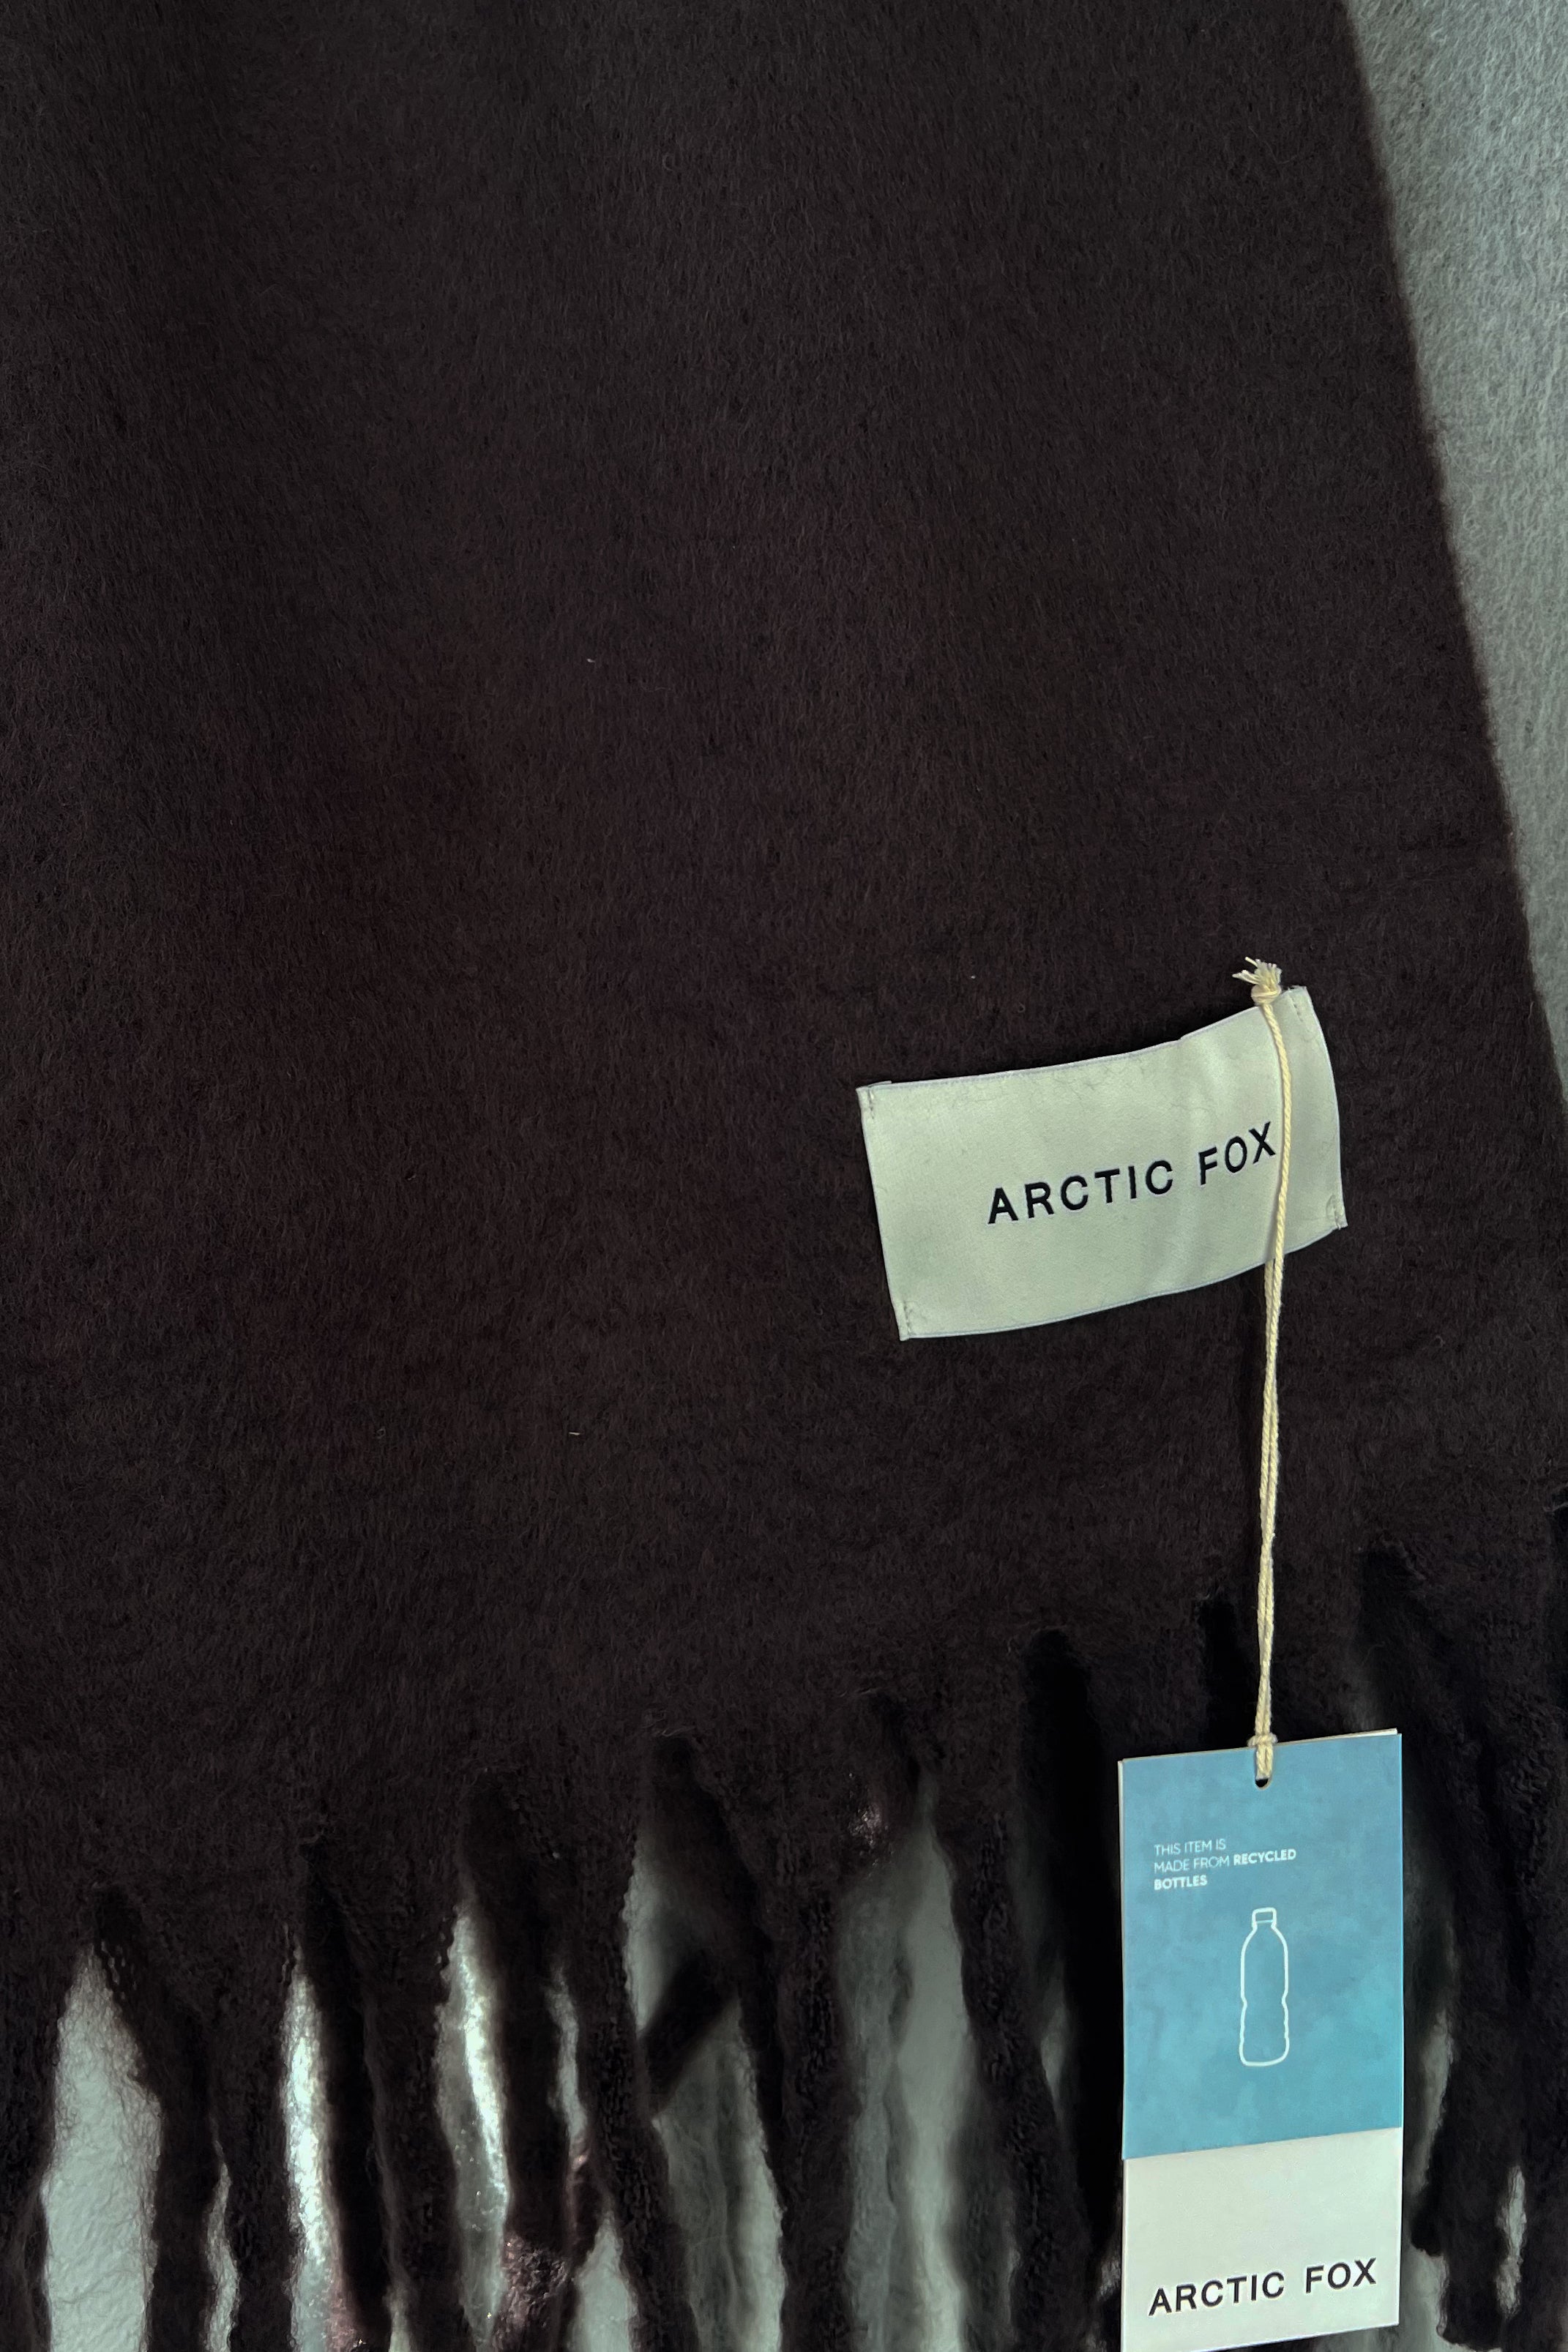 ARCTIC FOX
THIS ITEM IS
MADE FROM RECYCLED
BOTTLES
ARCTIC FOX